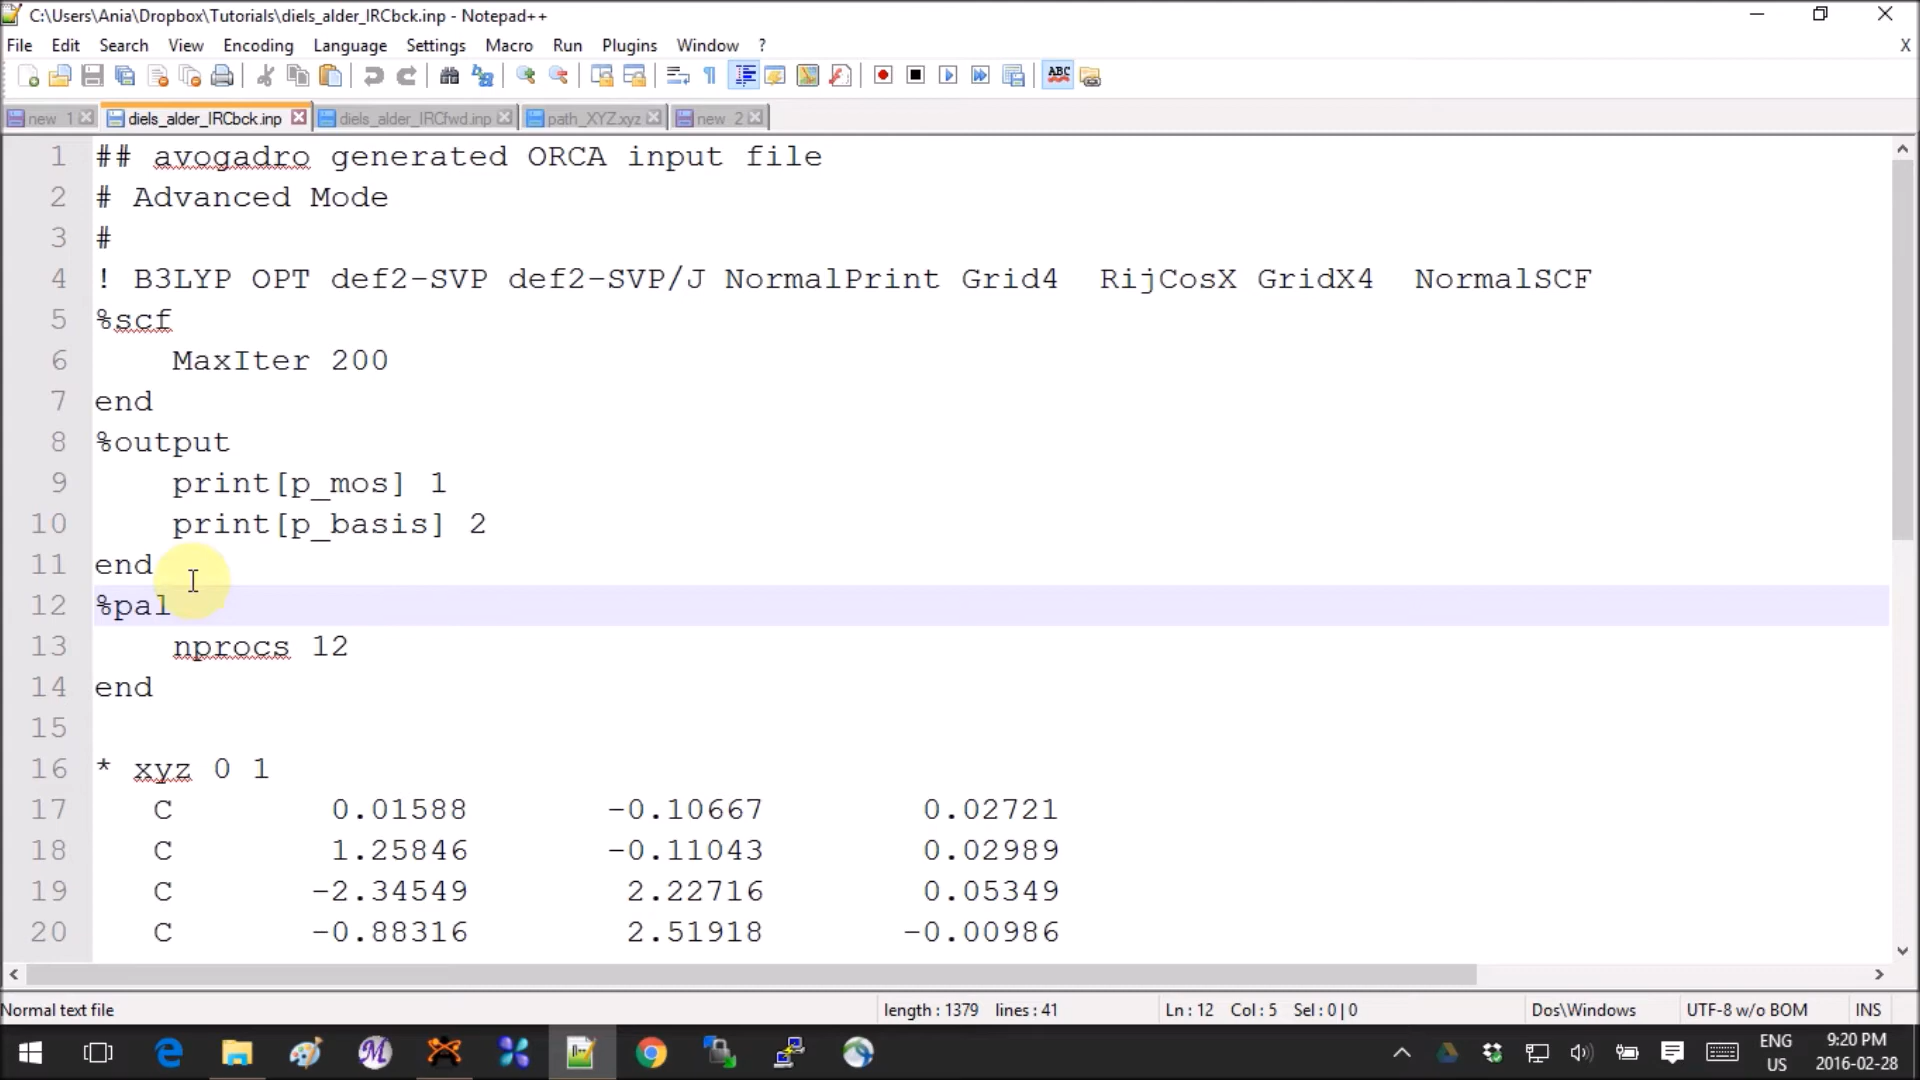 C:\Users\Ania\Dropbox\Tutorials\diels_alder_IRCbck.inp - Notepad++
File Edit Search View Encoding Language Settings Macro Run Plugins Window ? X
ABC
new 1 diels_alder_IRCbck.inp diels_alder_IRCfwd.inp path_XYZ.xyz new 2
1 ## avogadro generated ORCA input file
2 # Advanced Mode
3 #
4 ! B3LYP OPT def2-SVP def2-SVP/J NormalPrint Grid4 RijCosX GridX4 NormalSCF
5 %scf
6 MaxIter 200
7 end
8 %output
9 print[p_mos] 1
10 print[p_basis] 2
11 end
12 %pal
13 nprocs 12
14 end
15
16 * xyz 0 1
17 C 0.01588 -0.10667 0.02721
18 C 1.25846 -0.11043 0.02989
19 C -2.34549 2.22716 0.05349
20 C -0.88316 2.51918 -0.00986
Normal text file length : 1379 lines : 41 Ln : 12 Col : 5 Sel : 0 | 0 Dos\Windows UTF-8 w/o BOM INS
ENG 9:20 PM
US 2016-02-28